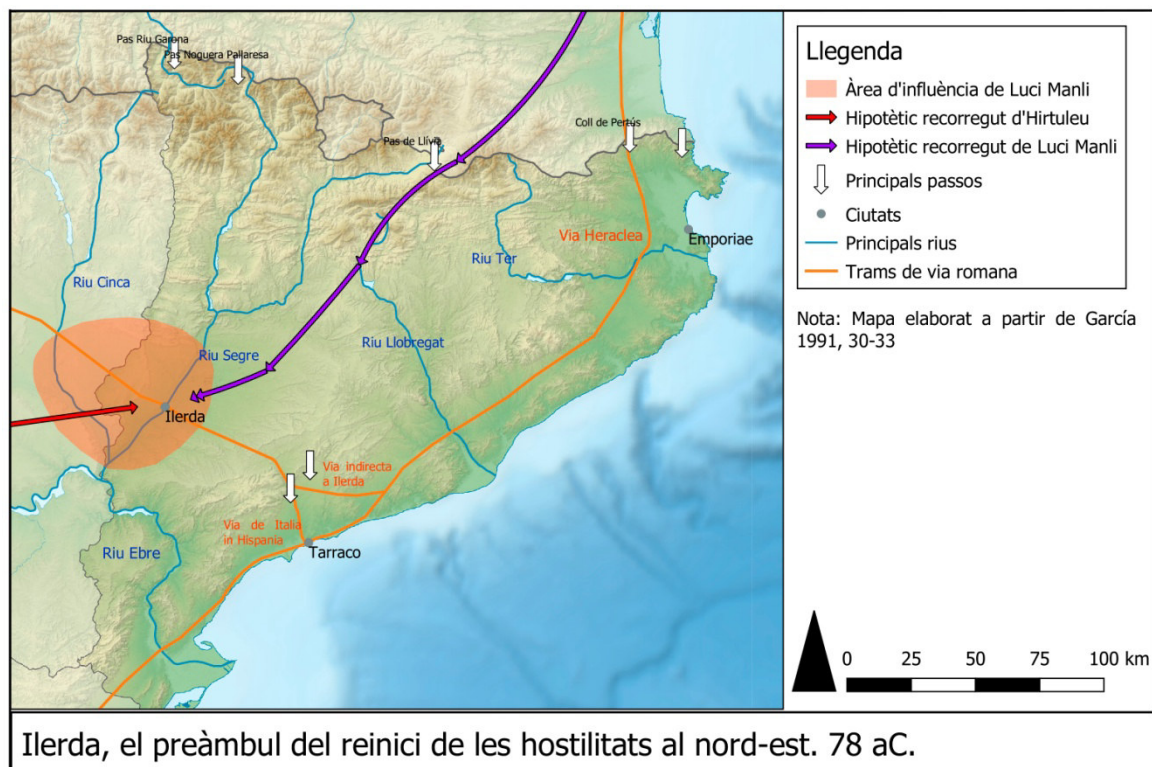 Pas Riu Garona
Pas Noguera Pallaresa
Coll de Pertús
Pas de Llívia
Via Heraclea
Emporiae
Riu Ter
Riu Cinca
Riu Segre
Riu Llobregat
Ilerda
Via indirecta
a Ilerda
Via de Italia
in Hispania
Tarraco
Riu Ebre
Llegenda
Àrea d'influència de Luci Manli
Hipotètic recorregut d'Hirtuleu
Hipotètic recorregut de Luci Manli
Principals passos
Ciutats
Principals rius
Trams de via romana
Nota: Mapa elaborat a partir de García
1991, 30-33
0 25 50 75 100 km
Ilerda, el preàmbul del reinici de les hostilitats al nord-est. 78 aC.